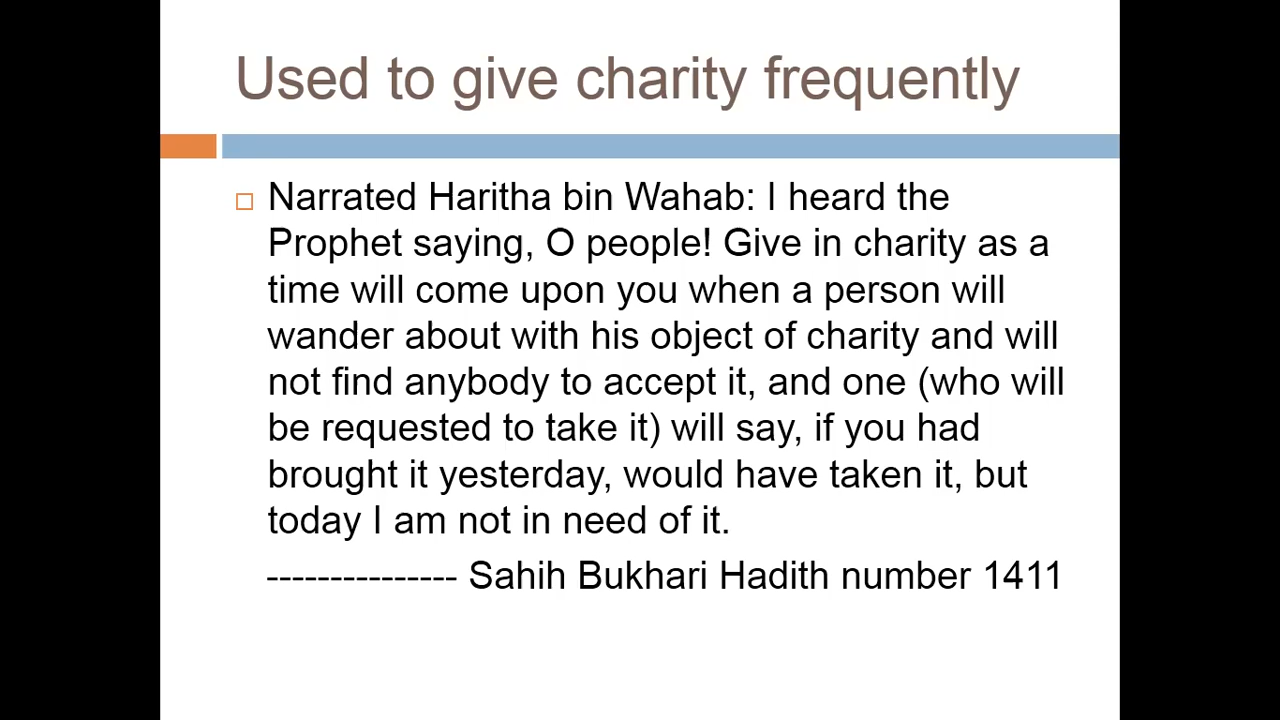 Used to give charity frequently
Narrated Haritha bin Wahab: I heard the
Prophet saying, O people! Give in charity as a
time will come upon you when a person will
wander about with his object of charity and will
not find anybody to accept it, and one (who will
be requested to take it) will say, if you had
brought it yesterday, would have taken it, but
today I am not in need of it.
--------------- Sahih Bukhari Hadith number 1411